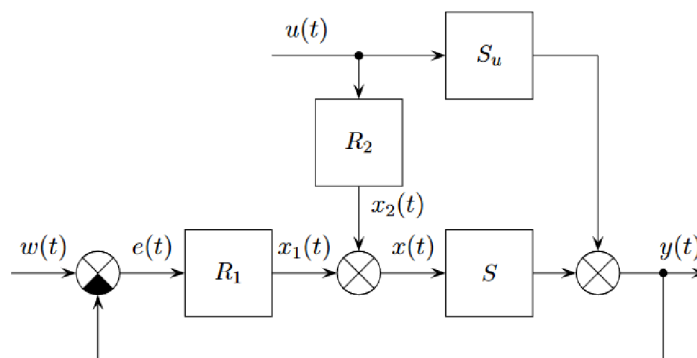 u(t)
S_u
R_2
x_2(t)
w(t)
e(t)
R_1
x_1(t)
x(t)
S
y(t)